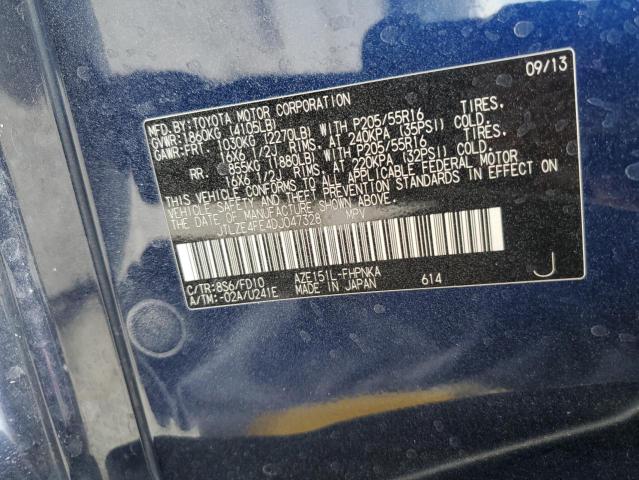 09/13
MFD.BY:TOYOTA MOTOR CORPORATION
GVWR:1860KG (4105LB)
GAWR:FRT. 1030KG (2270LB) WITH P205/55R16
16X6 1/2J RIMS, AT 240KPA (35PSI) COLD.
RR. 855KG (1880LB) WITH P205/55R16
16X6 1/2J RIMS, AT 220KPA (32PSI) COLD.
THIS VEHICLE CONFORMS TO ALL APPLICABLE FEDERAL MOTOR
VEHICLE SAFETY AND THEFT PREVENTION STANDARDS IN EFFECT ON
THE DATE OF MANUFACTURE SHOWN ABOVE.
JTLZE4FE4DJ047328 MPV
C/TR:8S6/FD10 AZE151L-FHPNKA
A/TM:-02A/U241E MADE IN JAPAN 614
J